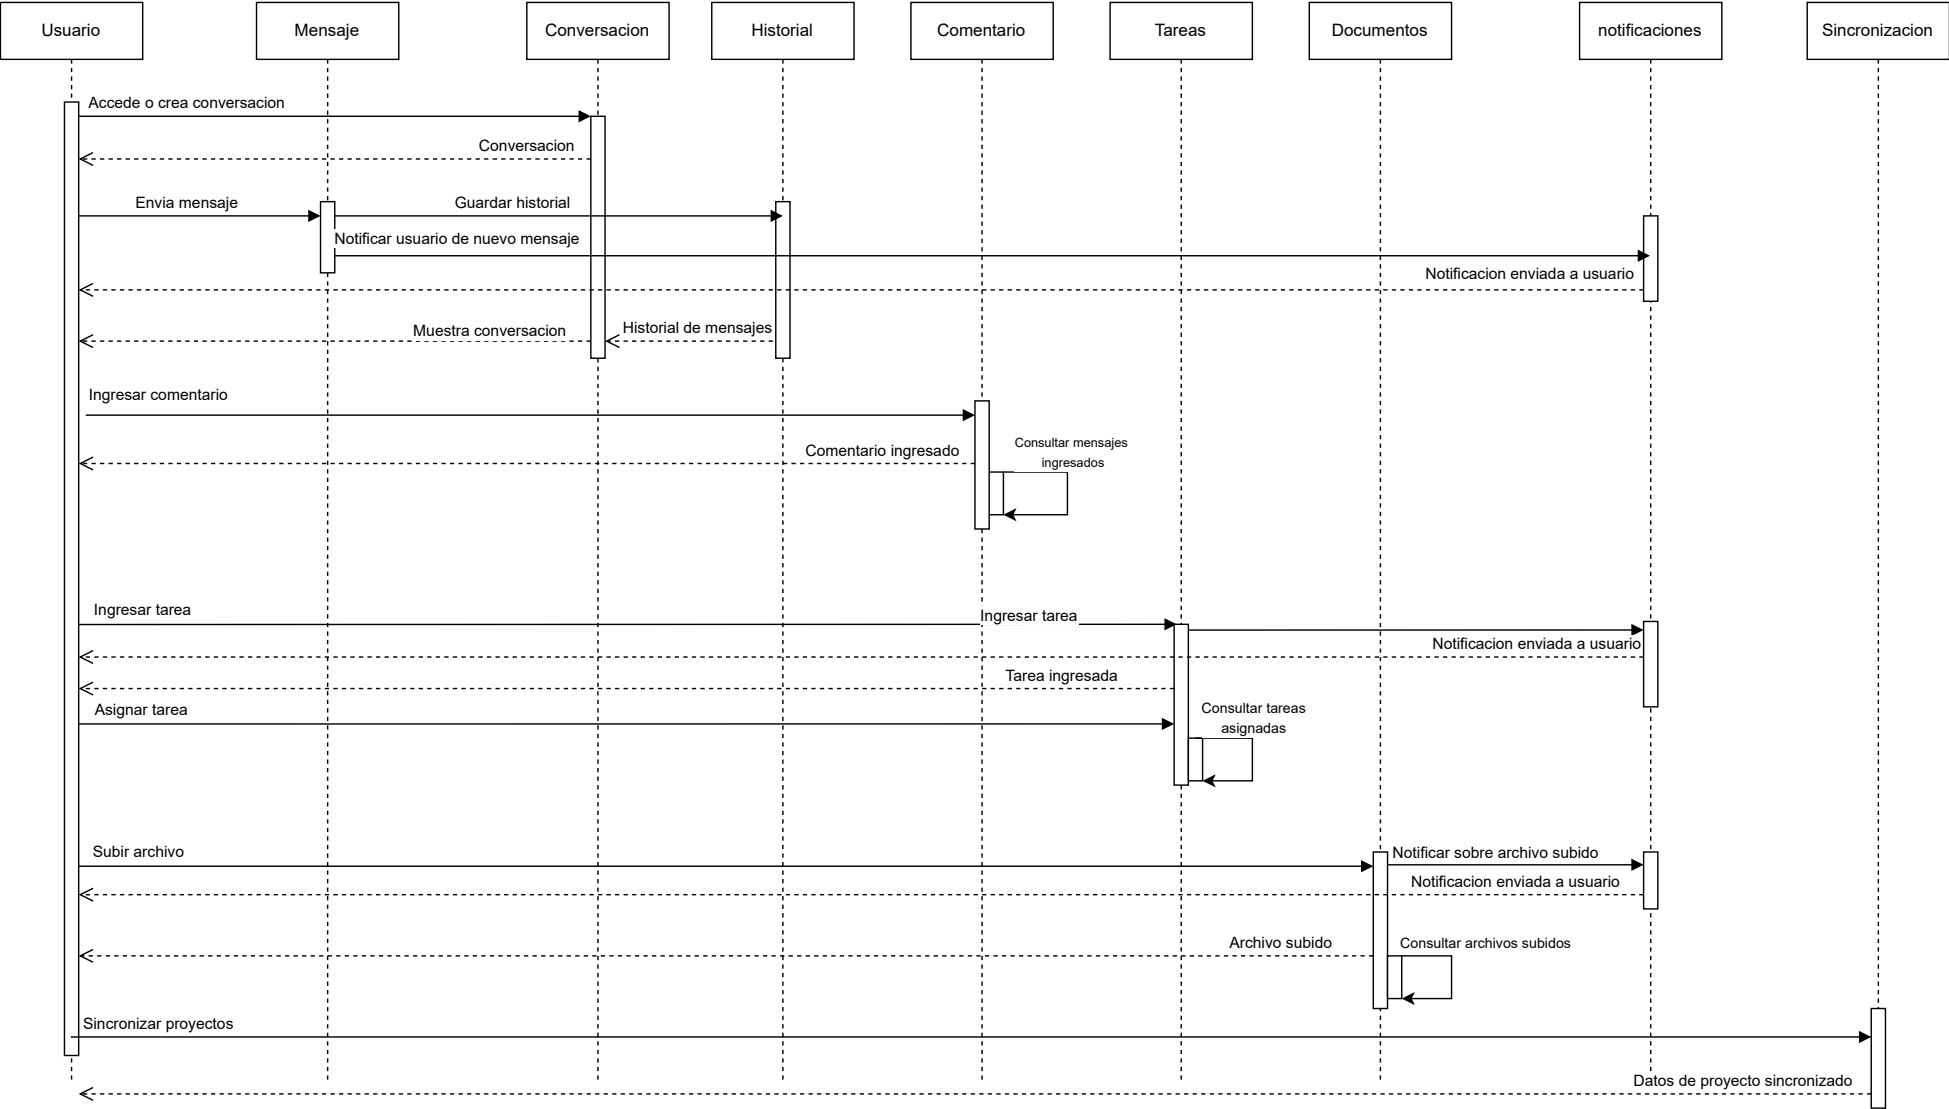 Usuario
Mensaje
Conversacion
Historial
Comentario
Tareas
Documentos
notificaciones
Sincronizacion
Accede o crea conversacion
Conversacion
Envia mensaje
Guardar historial
Notificar usuario de nuevo mensaje
Notificacion enviada a usuario
Muestra conversacion
Historial de mensajes
Ingresar comentario
Comentario ingresado
Consultar mensajes
ingresados
Ingresar tarea
Ingresar tarea
Notificacion enviada a usuario
Tarea ingresada
Asignar tarea
Consultar tareas
asignadas
Subir archivo
Notificar sobre archivo subido
Notificacion enviada a usuario
Archivo subido
Consultar archivos subidos
Sincronizar proyectos
Datos de proyecto sincronizado